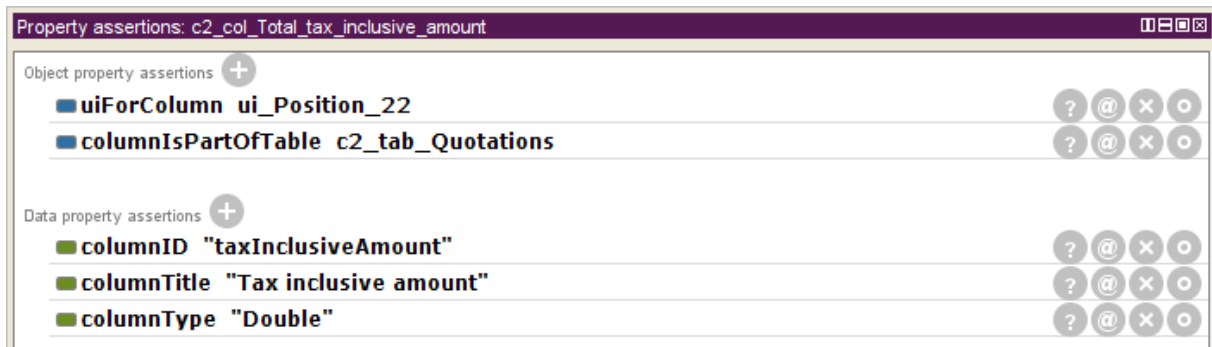 Property assertions: c2_col_Total_tax_inclusive_amount
Object property assertions
uiForColumn ui_Position_22
? @
columnIsPartOfTable c2_tab_Quotations
? @
Data property assertions
columnID "taxInclusiveAmount"
? @
columnTitle "Tax inclusive amount"
? @
columnType "Double"
? @